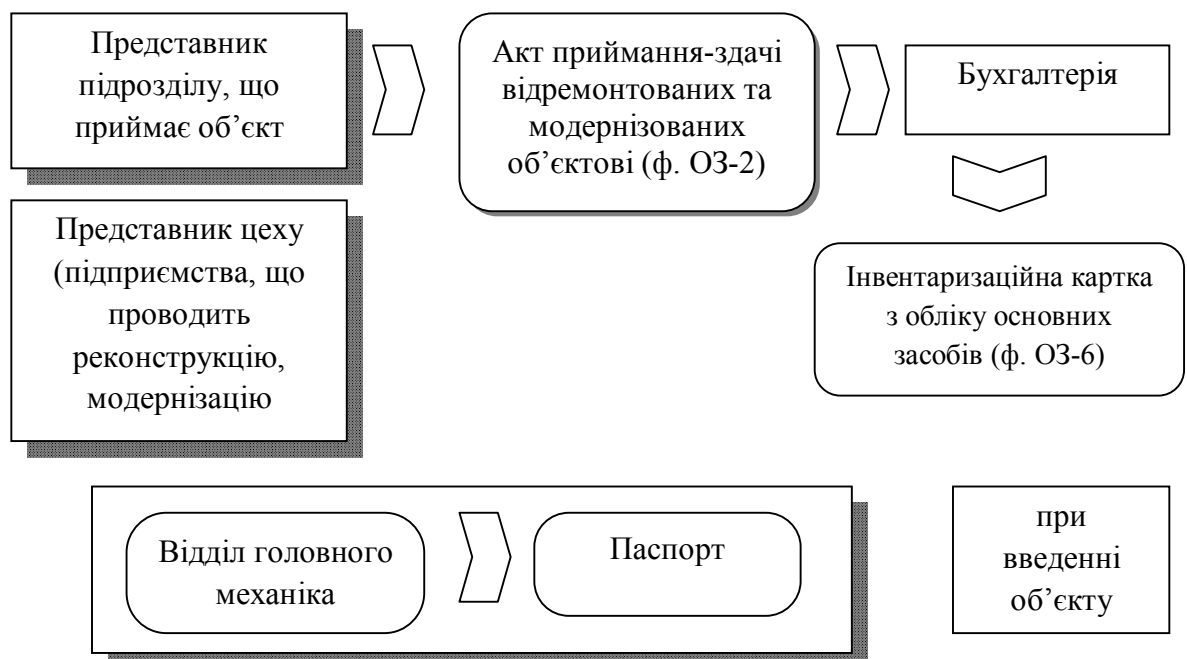 Представник
підрозділу, що
приймає об’єкт
Акт приймання-здачі
відремонтованих та
модернізованих
об’єктові (ф. ОЗ-2)
Бухгалтерія
Представник цеху
(підприємства, що
проводить
реконструкцію,
модернізацію
Інвентаризаційна картка
з обліку основних
засобів (ф. ОЗ-6)
Відділ головного
механіка
Паспорт
при
введенні
об’єкту